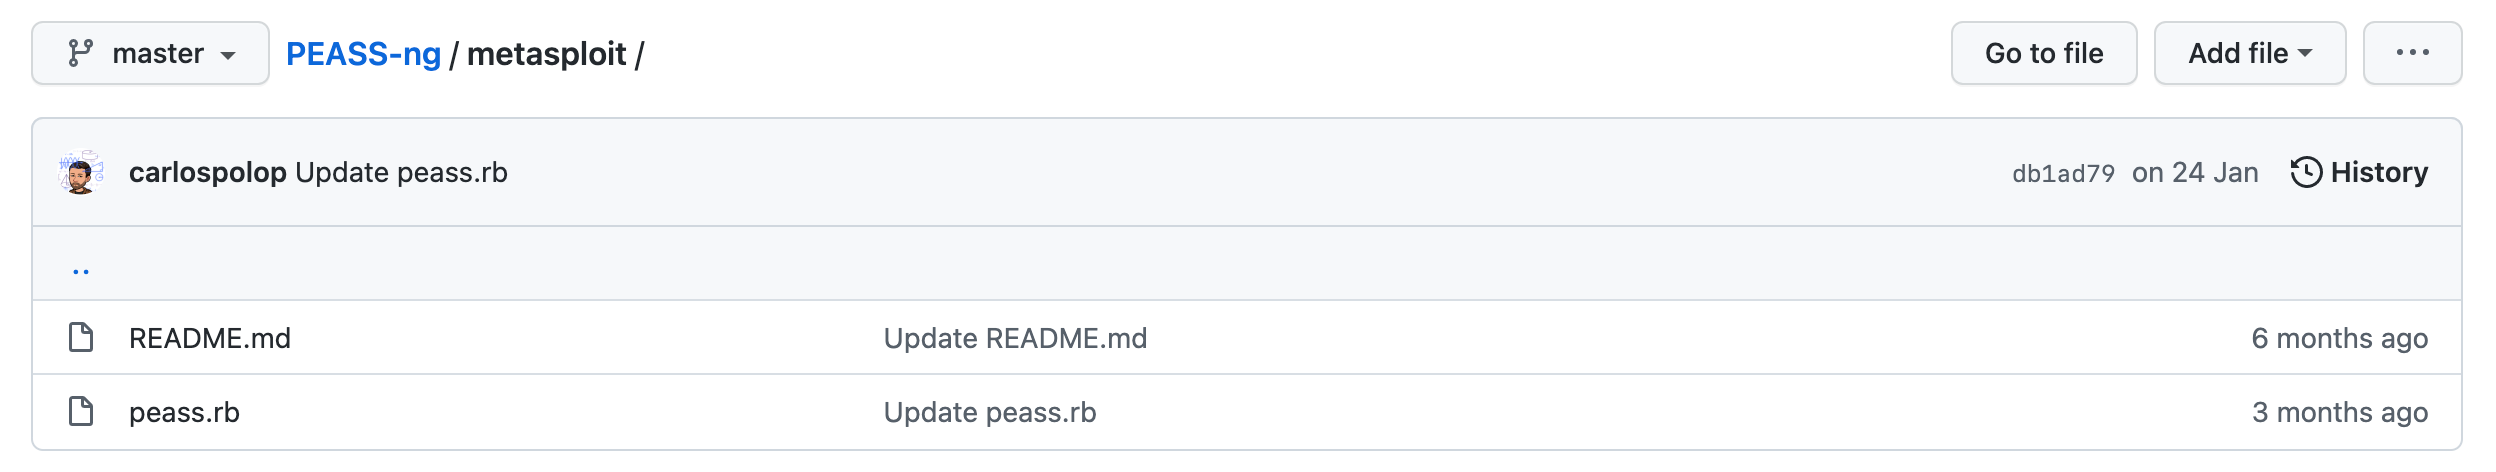 master PEASS-ng / metasploit / Go to file Add file ...
carlospolop Update peass.rb db1ad79 on 24 Jan History
..
README.md Update README.md 6 months ago
peass.rb Update peass.rb 3 months ago